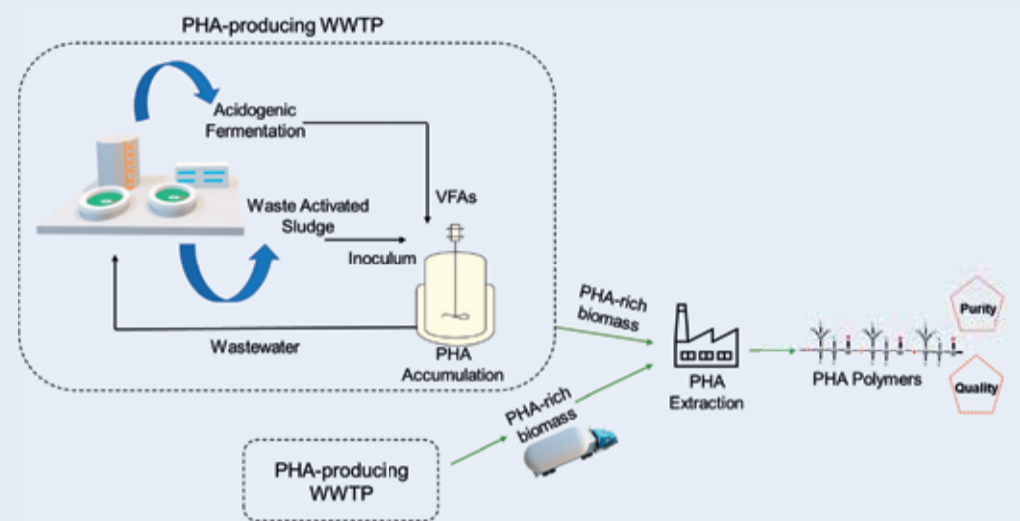 PHA-producing WWTP
Acidogenic
Fermentation
VFAs
Waste Activated
Sludge
Inoculum
Wastewater
PHA
Accumulation
PHA-rich
biomass
PHA-rich
biomass
PHA-producing
WWTP
PHA
Extraction
PHA Polymers
Purity
Quality